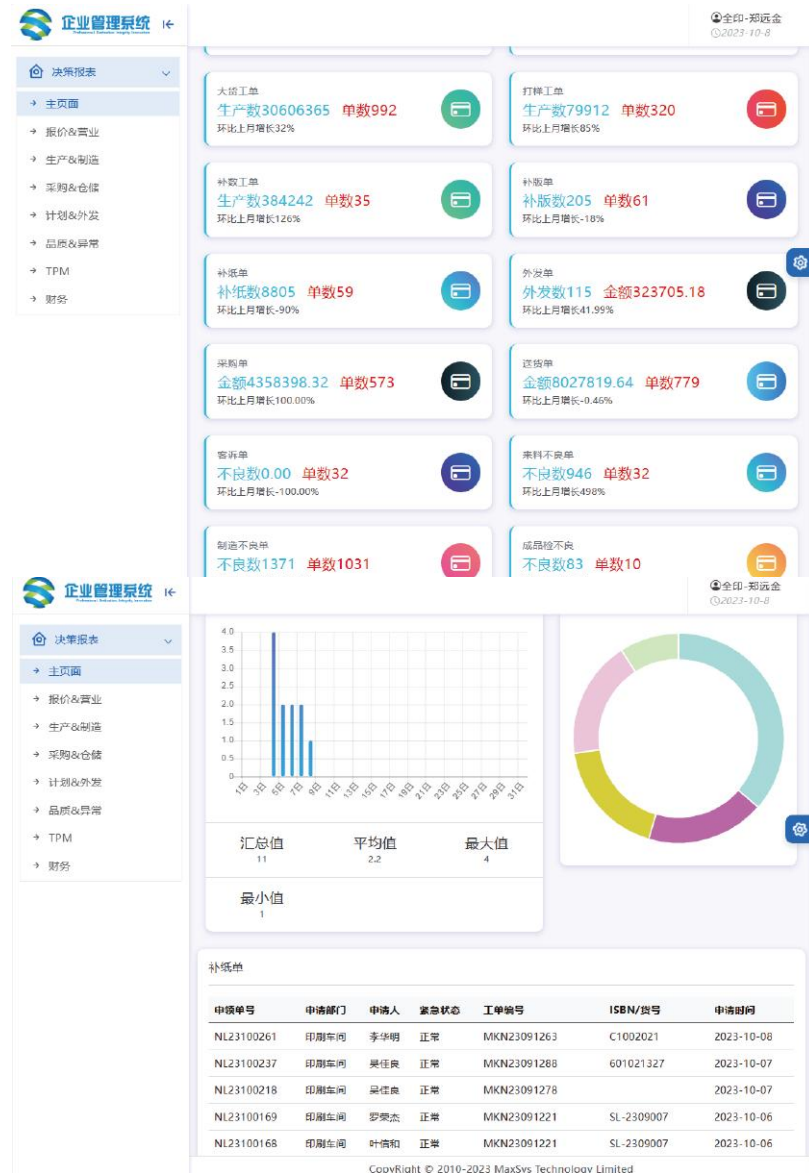 企业管理系统
全印-郑远金
2023-10-8
决策报表
主页面
报价&营业
生产&制造
采购&仓储
计划&外发
品质&异常
TPM
财务
大货工单
生产数30606365 单数992
环比上月增长32%
打样工单
生产数79912 单数320
环比上月增长85%
补数工单
生产数384242 单数35
环比上月增长126%
补版单
补版数205 单数61
环比上月增长-18%
补纸单
补纸数8805 单数59
环比上月增长-90%
外发单
外发数115 金额323705.18
环比上月增长41.99%
采购单
金额4358398.32 单数573
环比上月增长100.00%
送货单
金额8027819.64 单数779
环比上月增长-0.46%
客诉单
不良数0.00 单数32
环比上月增长-100.00%
来料不良单
不良数946 单数32
环比上月增长498%
制造不良单
不良数1371 单数1031
成品检不良
不良数83 单数10
企业管理系统
全印-郑远金
2023-10-8
决策报表
主页面
报价&营业
生产&制造
采购&仓储
计划&外发
品质&异常
TPM
财务
4.0
3.5
3.0
2.5
2.0
1.5
1.0
0.5
0
1日 3日 5日 7日 9日 11日 13日 15日 17日 19日 21日 23日 25日 27日 29日 31日
汇总值 平均值 最大值
11 2.2 4
最小值
1
补纸单
申领单号 申请部门 申请人 紧急状态 工单编号 ISBN/货号 申请时间
NL23100261 印刷车间 李华明 正常 MKN23091263 C1002021 2023-10-08
NL23100237 印刷车间 吴佳良 正常 MKN23091288 601021327 2023-10-07
NL23100218 印刷车间 吴佳良 正常 MKN23091278 2023-10-07
NL23100169 印刷车间 罗荣杰 正常 MKN23091221 SL-2309007 2023-10-06
NL23100168 印刷车间 叶信和 正常 MKN23091221 SL-2309007 2023-10-06
CopyRight © 2010-2023 MaxSys Technology Limited